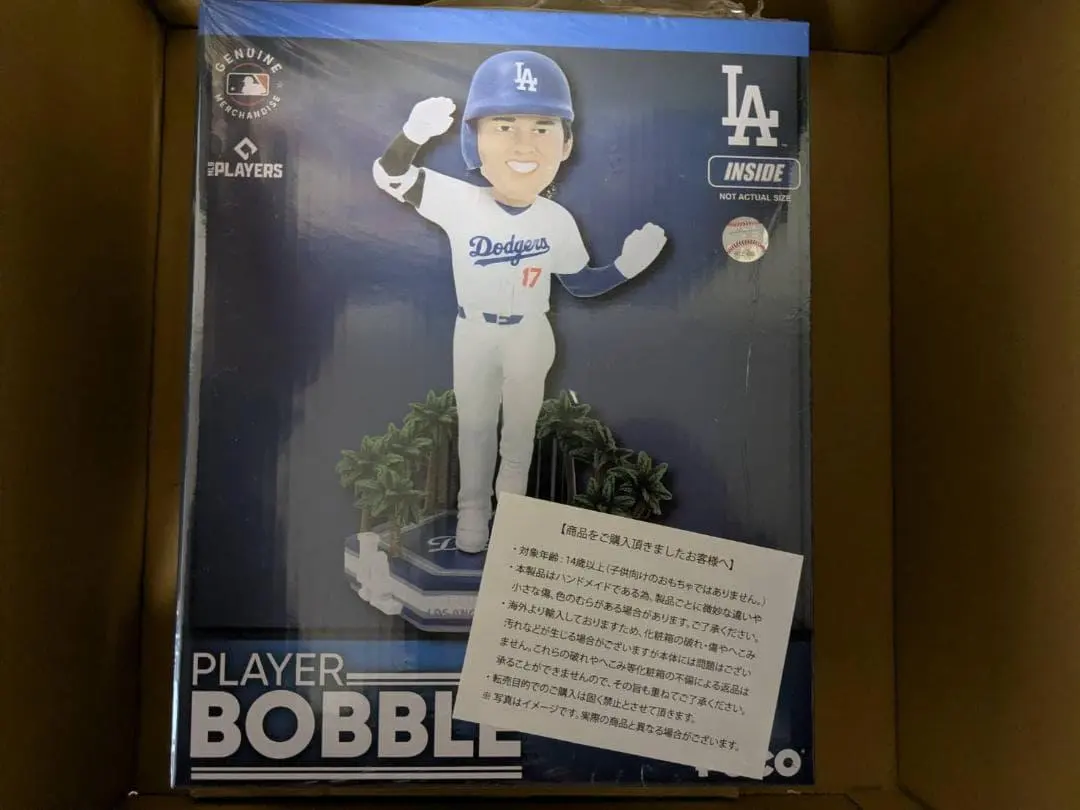 GENUINE
MERCHANDISE
MLB PLAYERS
LA
LA
INSIDE
NOT ACTUAL SIZE
Dodgers
17
LOS ANG
【商品をご購入頂きましたお客様へ】
・対象年齢:14歳以上(子供向けのおもちゃではありません。)
・本製品はハンドメイドである為、製品ごとに微妙な違いや
小さな傷、色のむらがある場合があります。ご了承ください。
・海外より輸入しておりますため、化粧箱の破れ・傷やへこみ
汚れなどが生じる場合がございますが本体には問題はござい
ません。これらの破れやへこみ等化粧箱の不備による返品は
承ることができませんので、その旨も重ねてご了承ください。
・転売目的でのご購入は固く禁止とさせて頂きます。
※写真はイメージです。実際の商品と異なる場合がございます。
PLAYER
BOBBLE